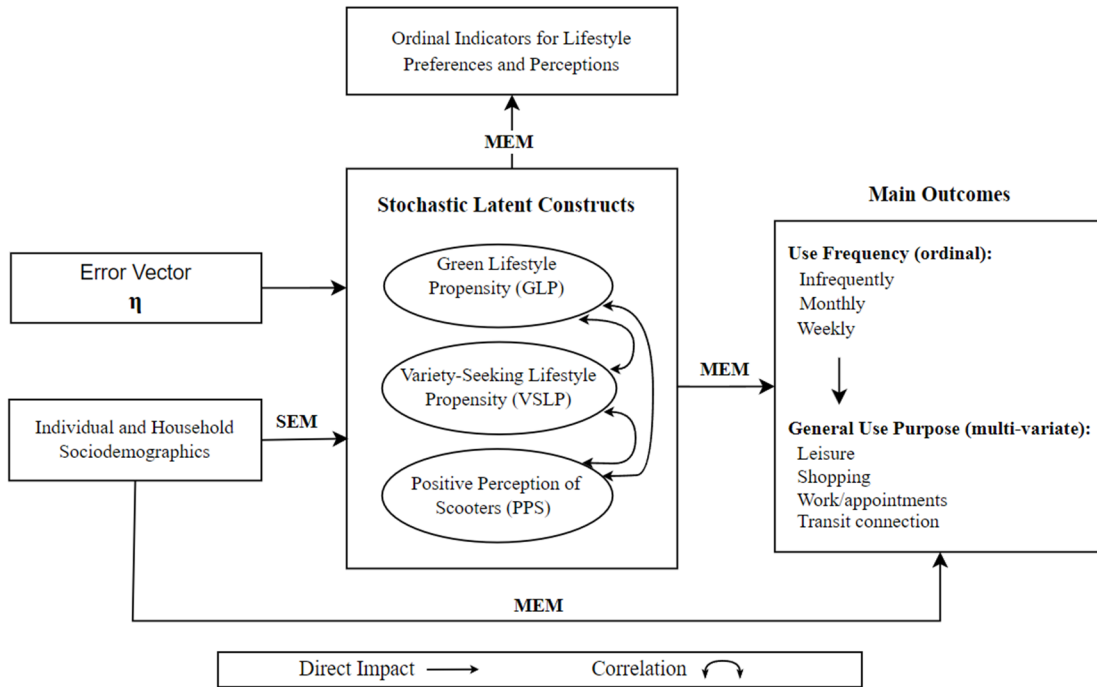 Ordinal Indicators for Lifestyle
Preferences and Perceptions
MEM
Stochastic Latent Constructs
Main Outcomes
Error Vector
η
Green Lifestyle
Propensity (GLP)
Use Frequency (ordinal):
Infrequently
Monthly
Weekly
Variety-Seeking Lifestyle
Propensity (VSLP)
MEM
Individual and Household
Sociodemographics
SEM
General Use Purpose (multi-variate):
Leisure
Shopping
Work/appointments
Transit connection
Positive Perception of
Scooters (PPS)
MEM
Direct Impact
Correlation